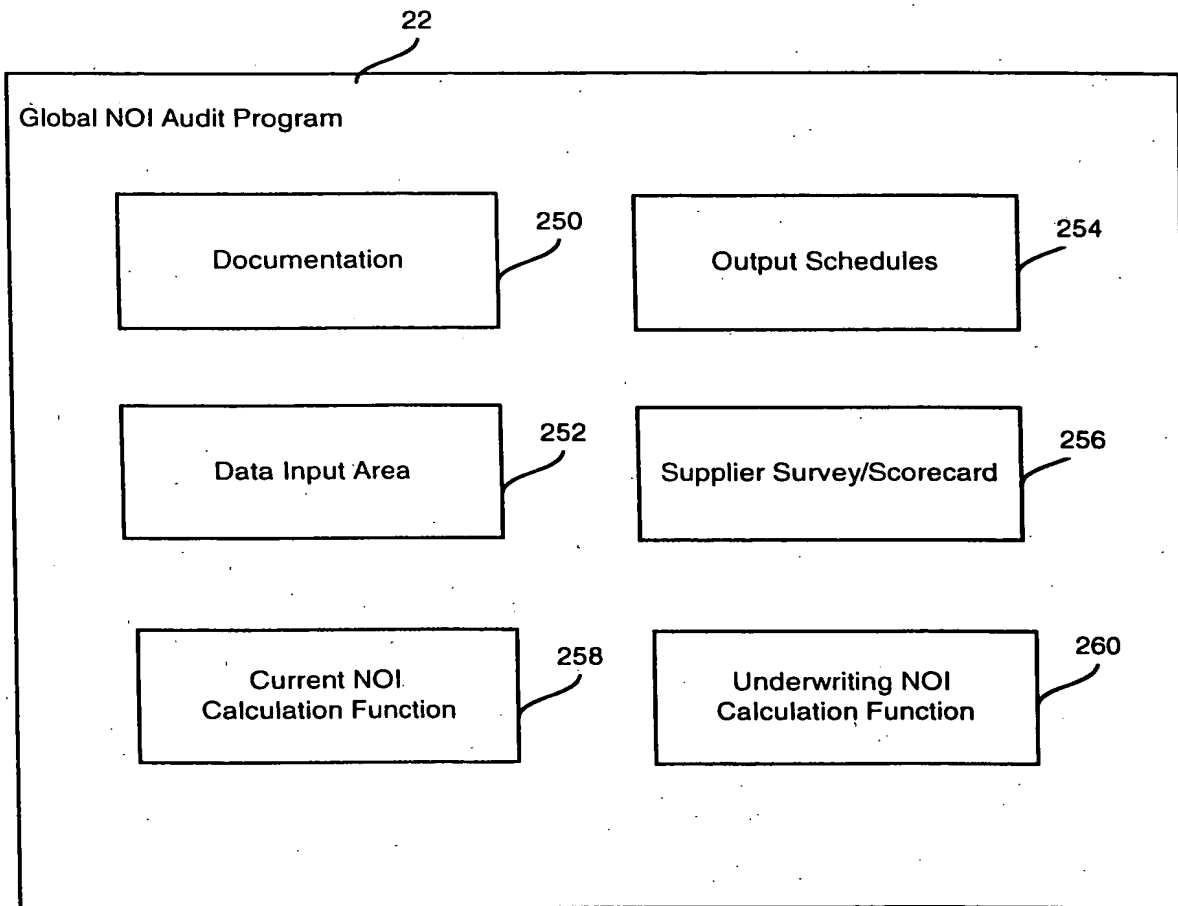 22
Global NOI Audit Program
Documentation
250
Output Schedules
254
Data Input Area
252
Supplier Survey/Scorecard
256
Current NOI
Calculation Function
258
Underwriting NOI
Calculation Function
260